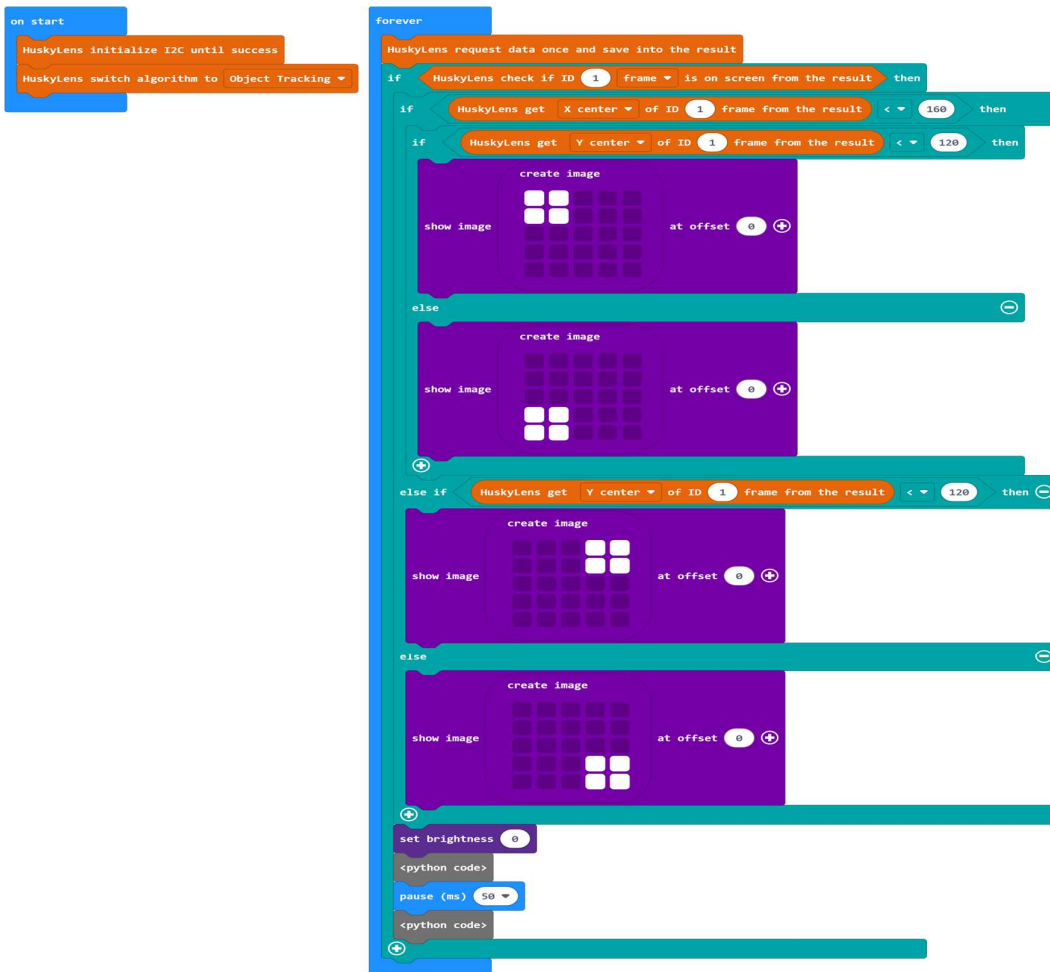 on start
HuskyLens initialize I2C until success
HuskyLens switch algorithm to Object Tracking
forever
HuskyLens request data once and save into the result
if HuskyLens check if ID 1 frame is on screen from the result then
if HuskyLens get X center of ID 1 frame from the result < 160 then
if HuskyLens get Y center of ID 1 frame from the result < 120 then
create image
show image at offset 0
else
create image
show image at offset 0
else if HuskyLens get Y center of ID 1 frame from the result < 120 then
create image
show image at offset 0
else
create image
show image at offset 0
set brightness 0
<python code>
pause (ms) 50
<python code>